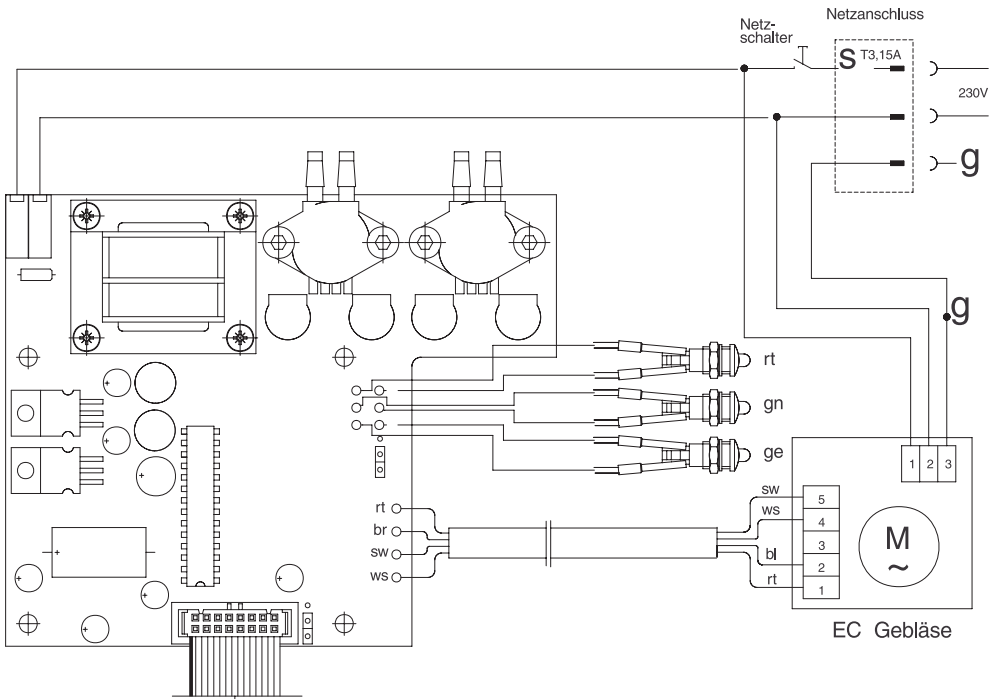 Netzanschluss
Netz-
schalter
S T3,15A
230V
g
g
rt
gn
ge
1 2 3
rt
br
sw
ws
sw
ws
bl
rt
5
4
3
2
1
M
~
EC Gebläse
+
+
+
+
+
+
+
+
+